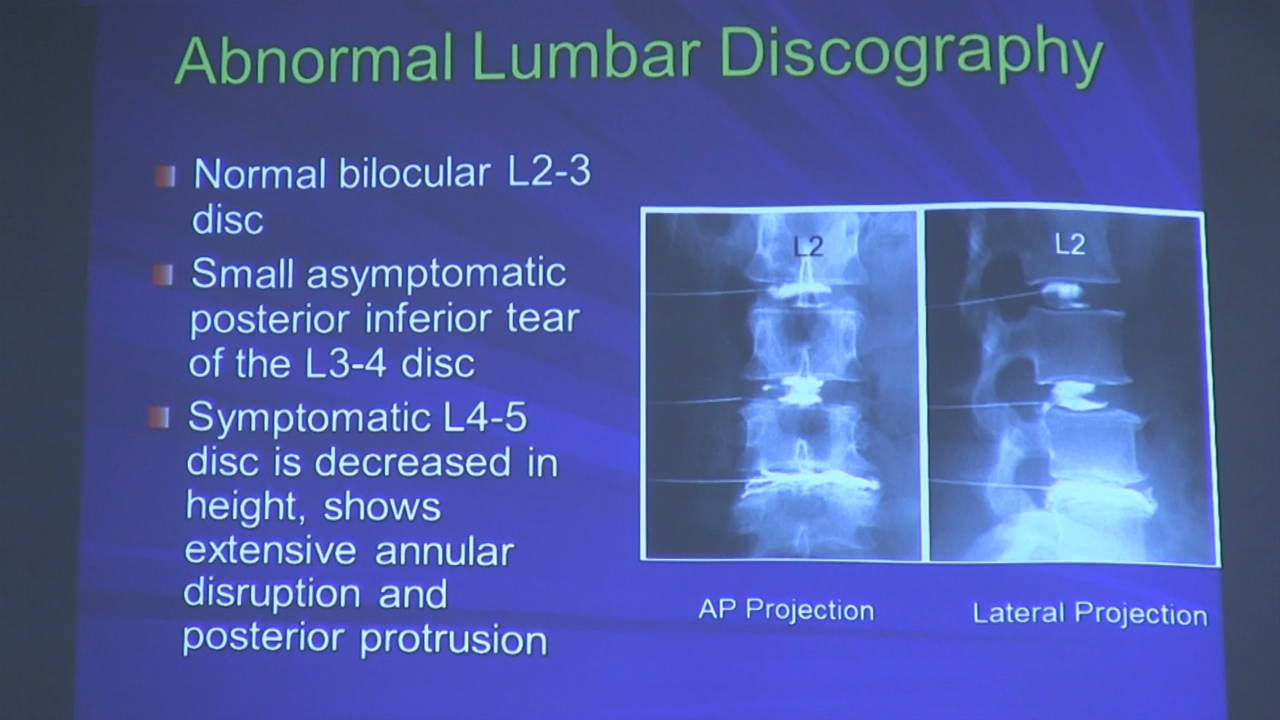 Abnormal Lumbar Discography
Normal bilocular L2-3
disc
Small asymptomatic
posterior inferior tear
of the L3-4 disc
Symptomatic L4-5
disc is decreased in
height, shows
extensive annular
disruption and
posterior protrusion
L2
L2
AP Projection
Lateral Projection